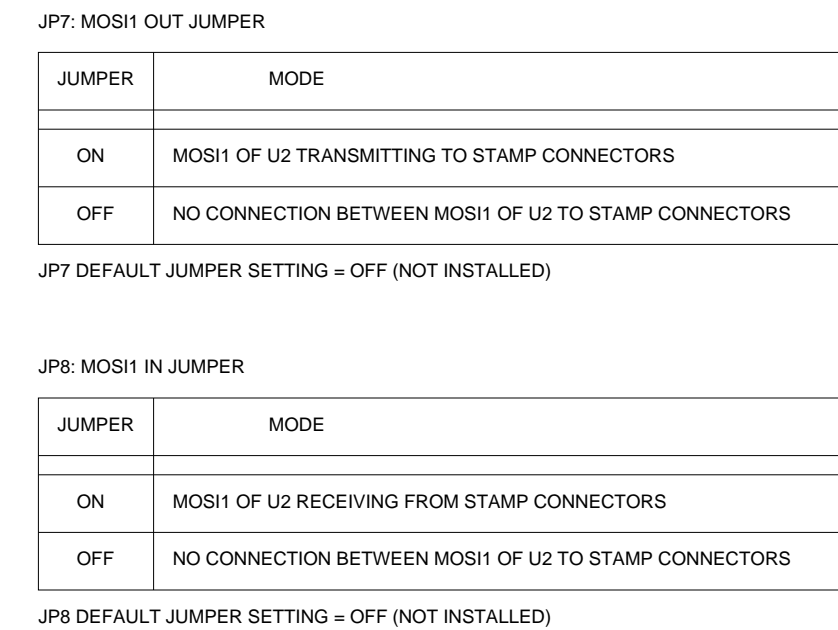 JP7: MOSI1 OUT JUMPER
JUMPER MODE
ON MOSI1 OF U2 TRANSMITTING TO STAMP CONNECTORS
OFF NO CONNECTION BETWEEN MOSI1 OF U2 TO STAMP CONNECTORS
JP7 DEFAULT JUMPER SETTING = OFF (NOT INSTALLED)
JP8: MOSI1 IN JUMPER
JUMPER MODE
ON MOSI1 OF U2 RECEIVING FROM STAMP CONNECTORS
OFF NO CONNECTION BETWEEN MOSI1 OF U2 TO STAMP CONNECTORS
JP8 DEFAULT JUMPER SETTING = OFF (NOT INSTALLED)